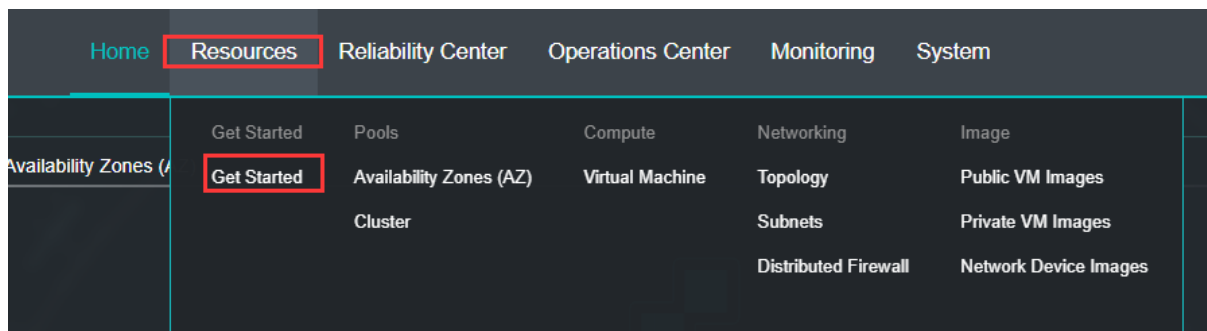 Home Resources Reliability Center Operations Center Monitoring System
Get Started Pools Compute Networking Image
Availability Zones (A Get Started Availability Zones (AZ) Virtual Machine Topology Public VM Images
Cluster Subnets Private VM Images
Distributed Firewall Network Device Images